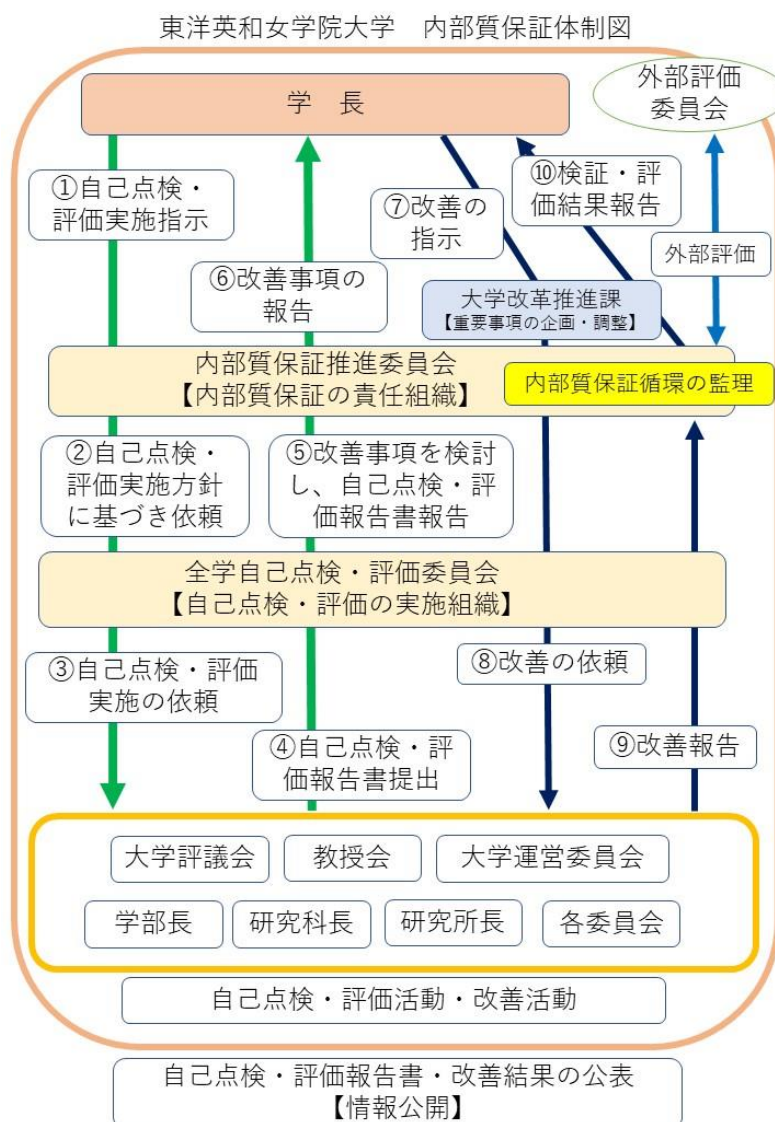 東洋英和女学院大学　内部質保証体制図
学　長
外部評価
委員会
①自己点検・
評価実施指示
⑥改善事項の
報告
⑦改善の
指示
⑩検証・評
価結果報告
外部評価
大学改革推進課
【重要事項の企画・調整】
内部質保証推進委員会
【内部質保証の責任組織】
内部質保証循環の監理
②自己点検・
評価実施方針
に基づき依頼
⑤改善事項を検討
し、自己点検・評
価報告書報告
全学自己点検・評価委員会
【自己点検・評価の実施組織】
③自己点検・評価
実施の依頼
④自己点検・評
価報告書提出
⑧改善の依頼
⑨改善報告
大学評議会
教授会
大学運営委員会
学部長
研究科長
研究所長
各委員会
自己点検・評価活動・改善活動
自己点検・評価報告書・改善結果の公表
【情報公開】